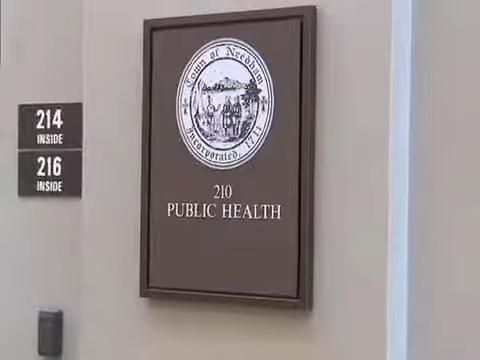 214
INSIDE
216
INSIDE
Town of Needham
Incorporated. 1711
210
PUBLIC HEALTH